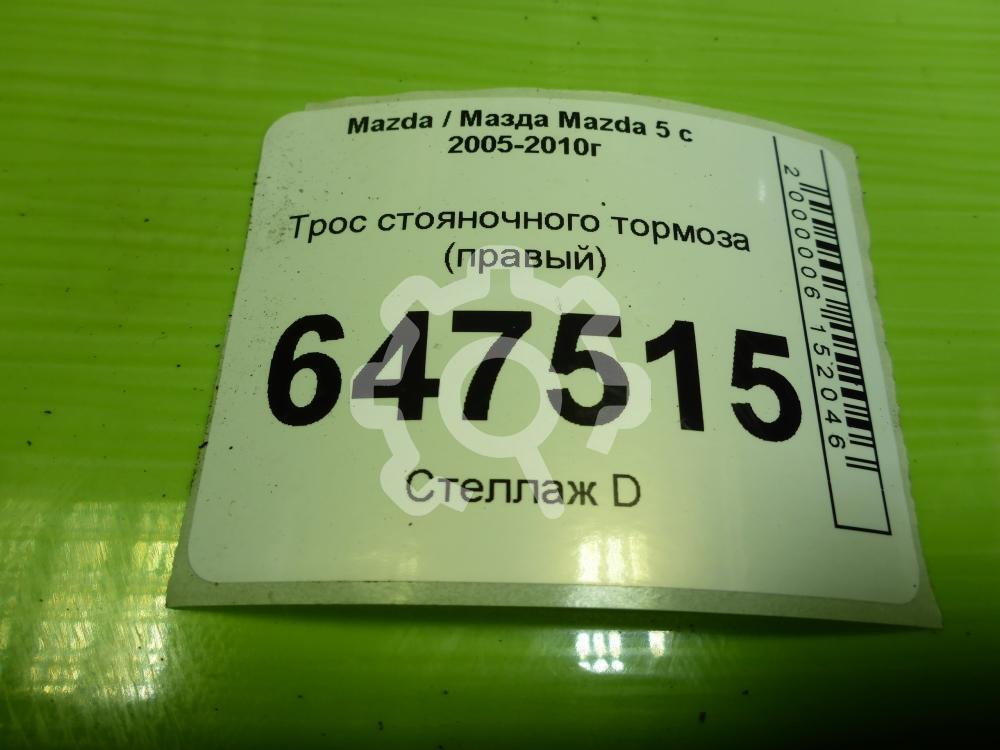 Mazda / Мазда Mazda 5 с
2005-2010г
Трос стояночного тормоза
(правый)
647515
Стеллаж D
2000006152046